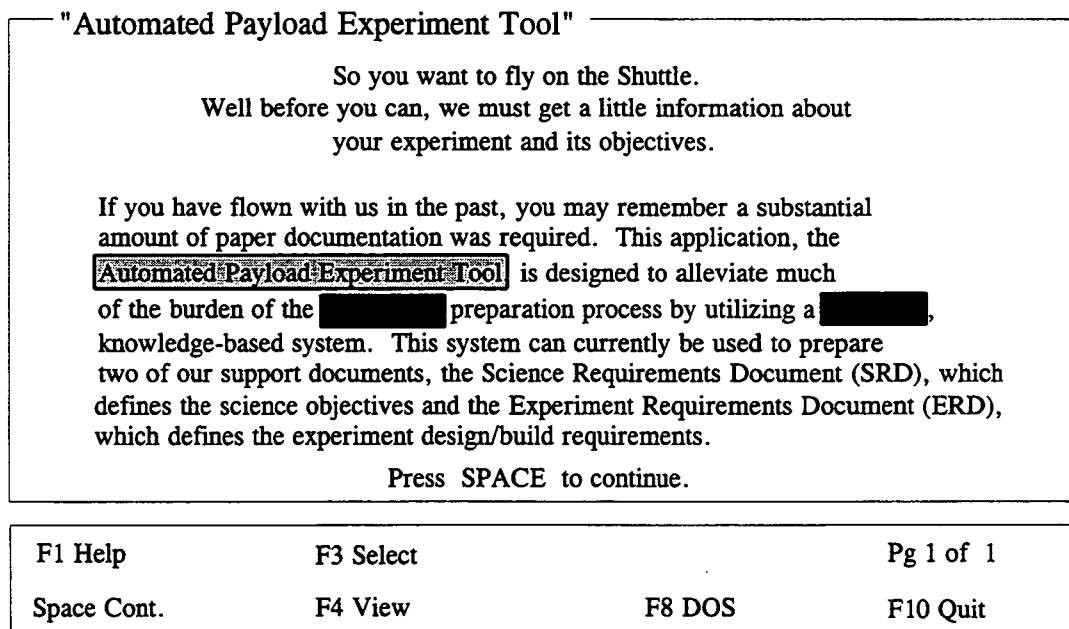 "Automated Payload Experiment Tool"
So you want to fly on the Shuttle.
Well before you can, we must get a little information about
your experiment and its objectives.
If you have flown with us in the past, you may remember a substantial
amount of paper documentation was required. This application, the
Automated Payload Experiment Tool is designed to alleviate much
of the burden of the preparation process by utilizing a ,
knowledge-based system. This system can currently be used to prepare
two of our support documents, the Science Requirements Document (SRD), which
defines the science objectives and the Experiment Requirements Document (ERD),
which defines the experiment design/build requirements.
Press SPACE to continue.
F1 Help F3 Select Pg 1 of 1
Space Cont. F4 View F8 DOS F10 Quit